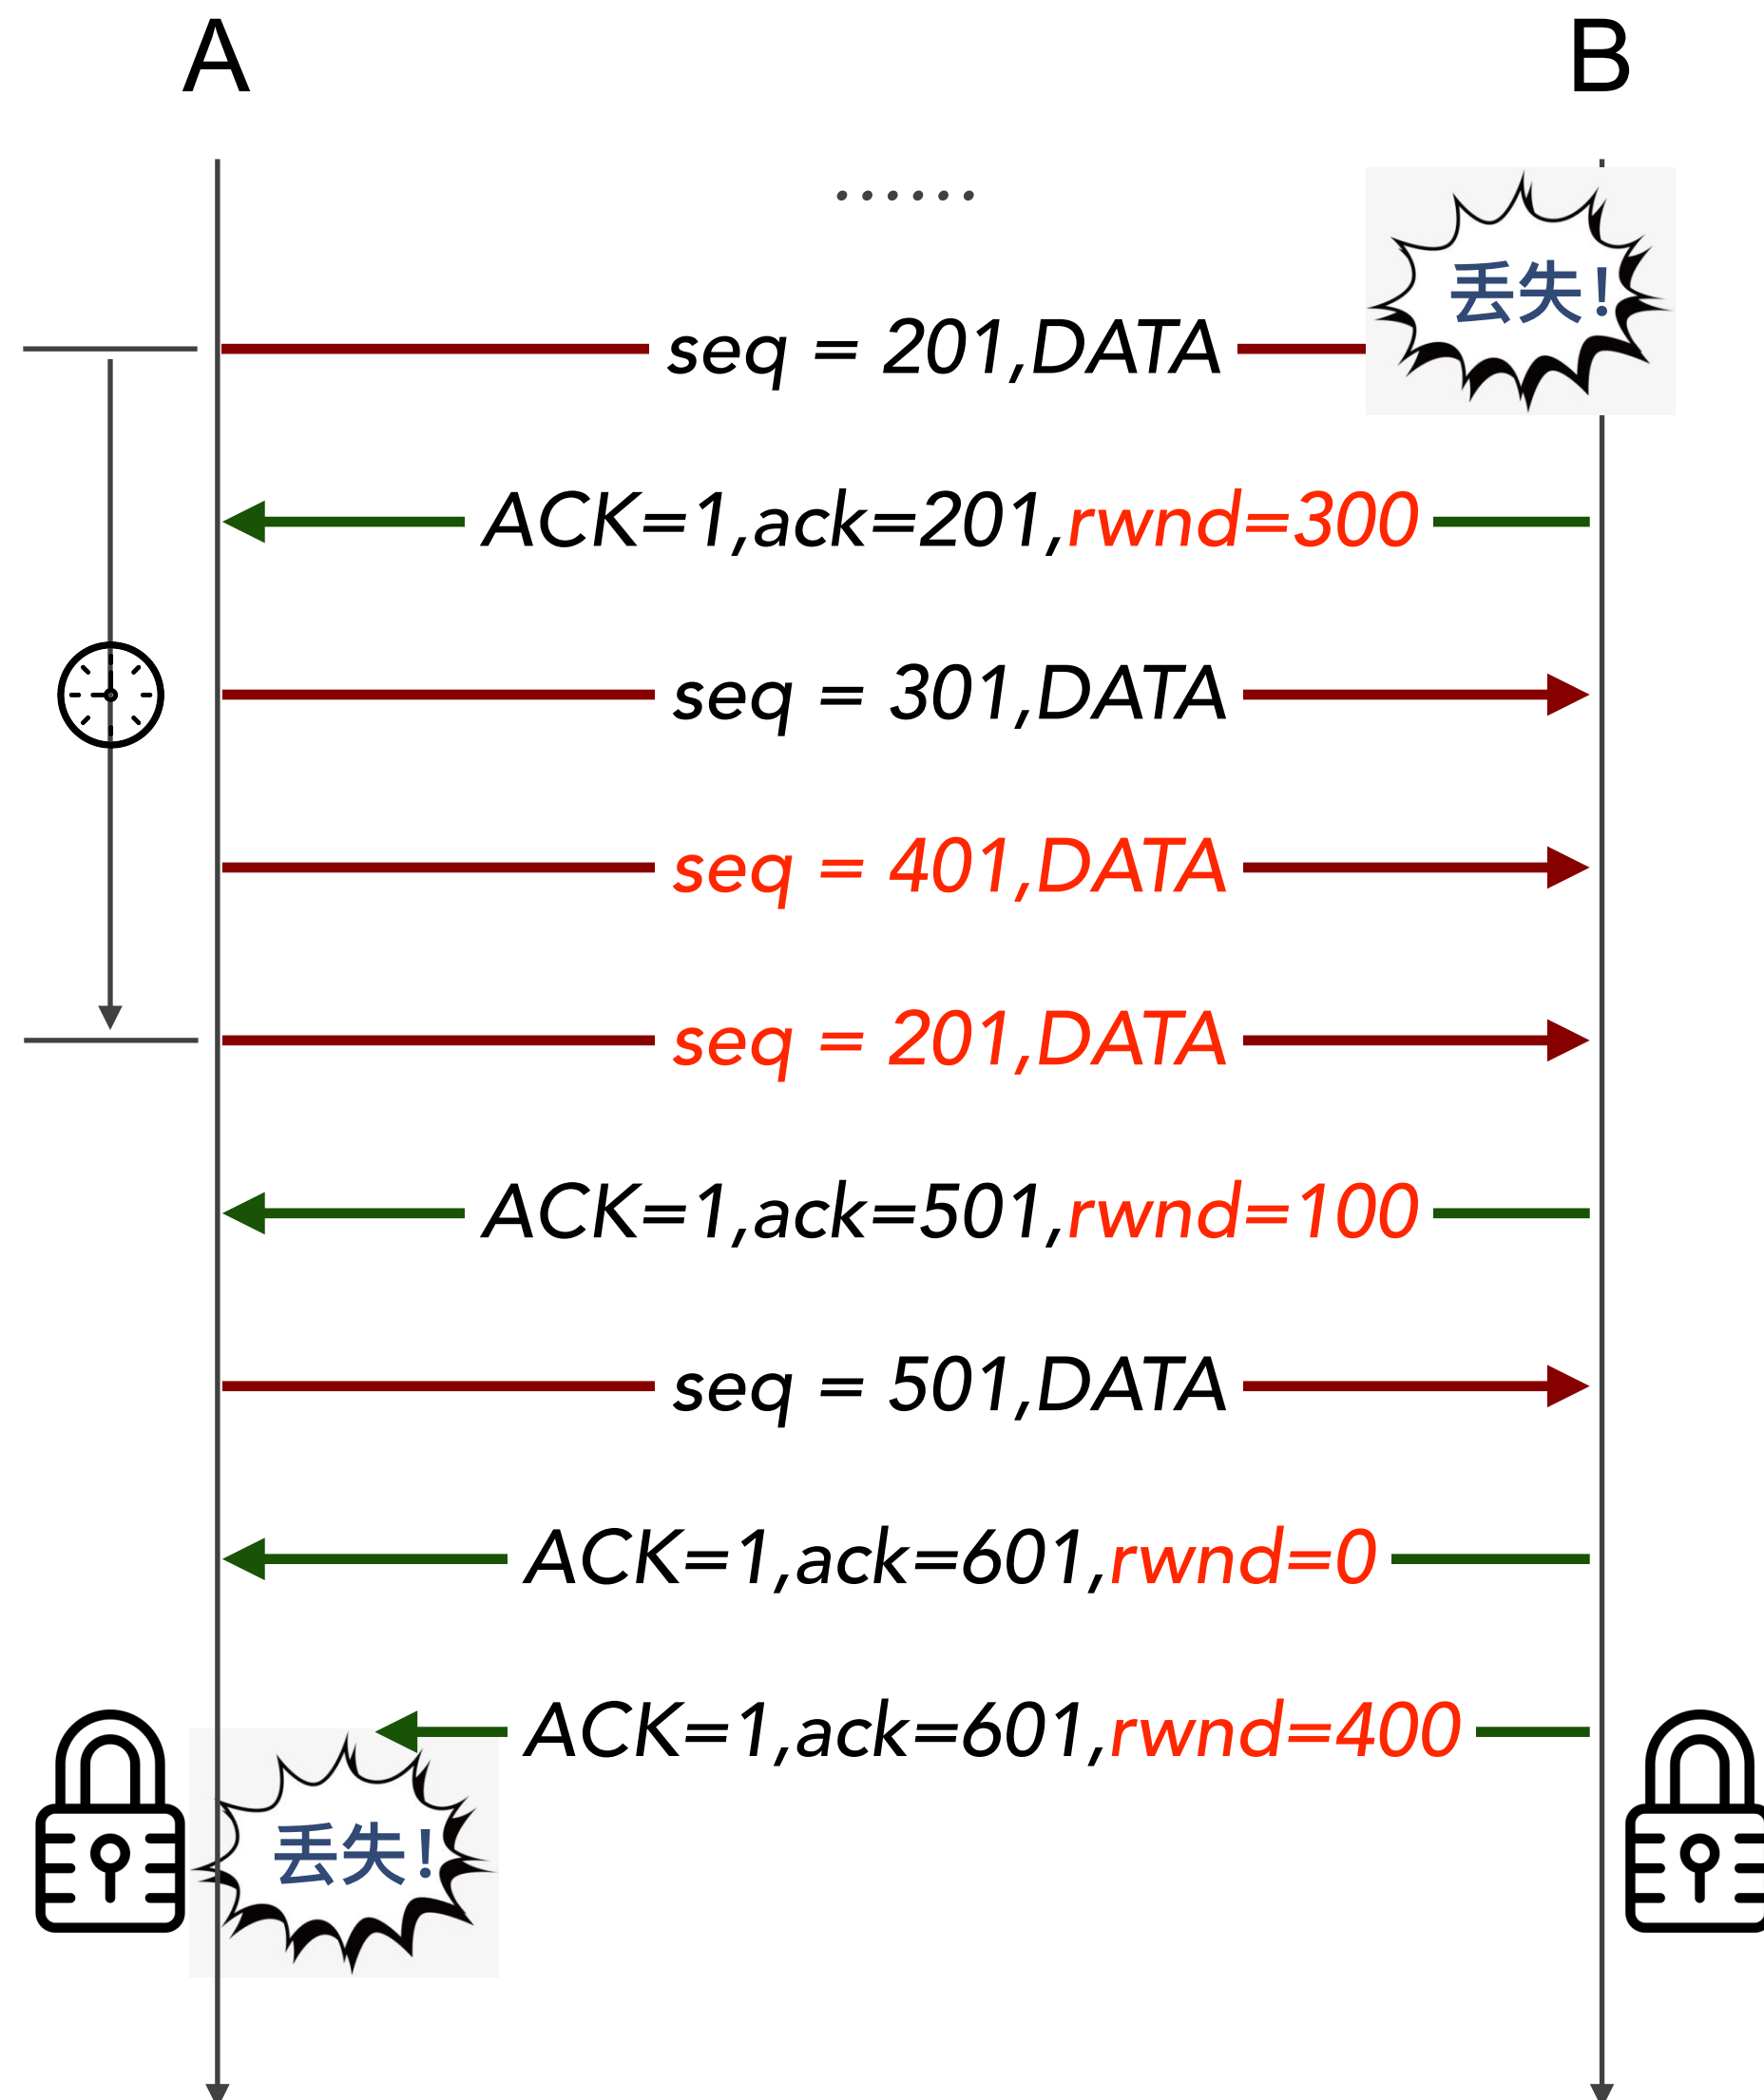 A
B
......
丢失!
seq = 201,DATA
ACK=1,ack=201,rwnd=300
seq = 301,DATA
seq = 401,DATA
seq = 201,DATA
ACK=1,ack=501,rwnd=100
seq = 501,DATA
ACK=1,ack=601,rwnd=0
ACK=1,ack=601,rwnd=400
丢失!